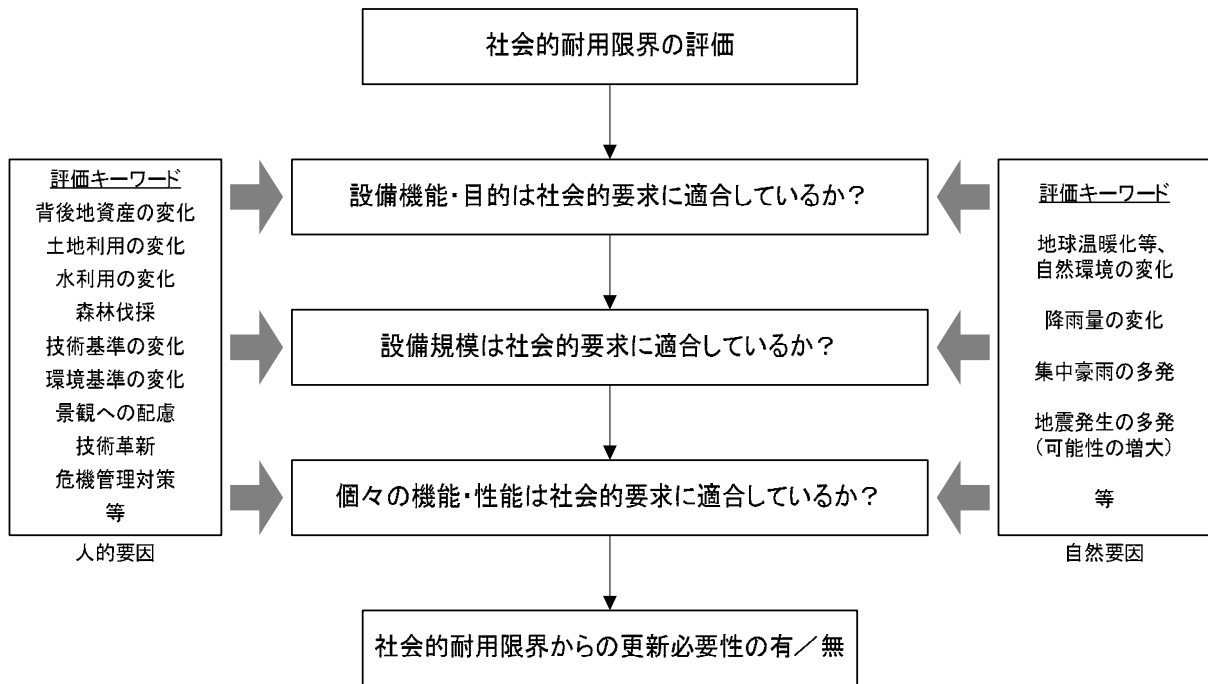 社会的耐用限界の評価
評価キーワード
背後地資産の変化
土地利用の変化
水利用の変化
森林伐採
技術基準の変化
環境基準の変化
景観への配慮
技術革新
危機管理対策
等
人的要因
設備機能・目的は社会的要求に適合しているか?
設備規模は社会的要求に適合しているか?
個々の機能・性能は社会的要求に適合しているか?
評価キーワード
地球温暖化等、
自然環境の変化
降雨量の変化
集中豪雨の多発
地震発生の多発
(可能性の増大)
等
自然要因
社会的耐用限界からの更新必要性の有/無